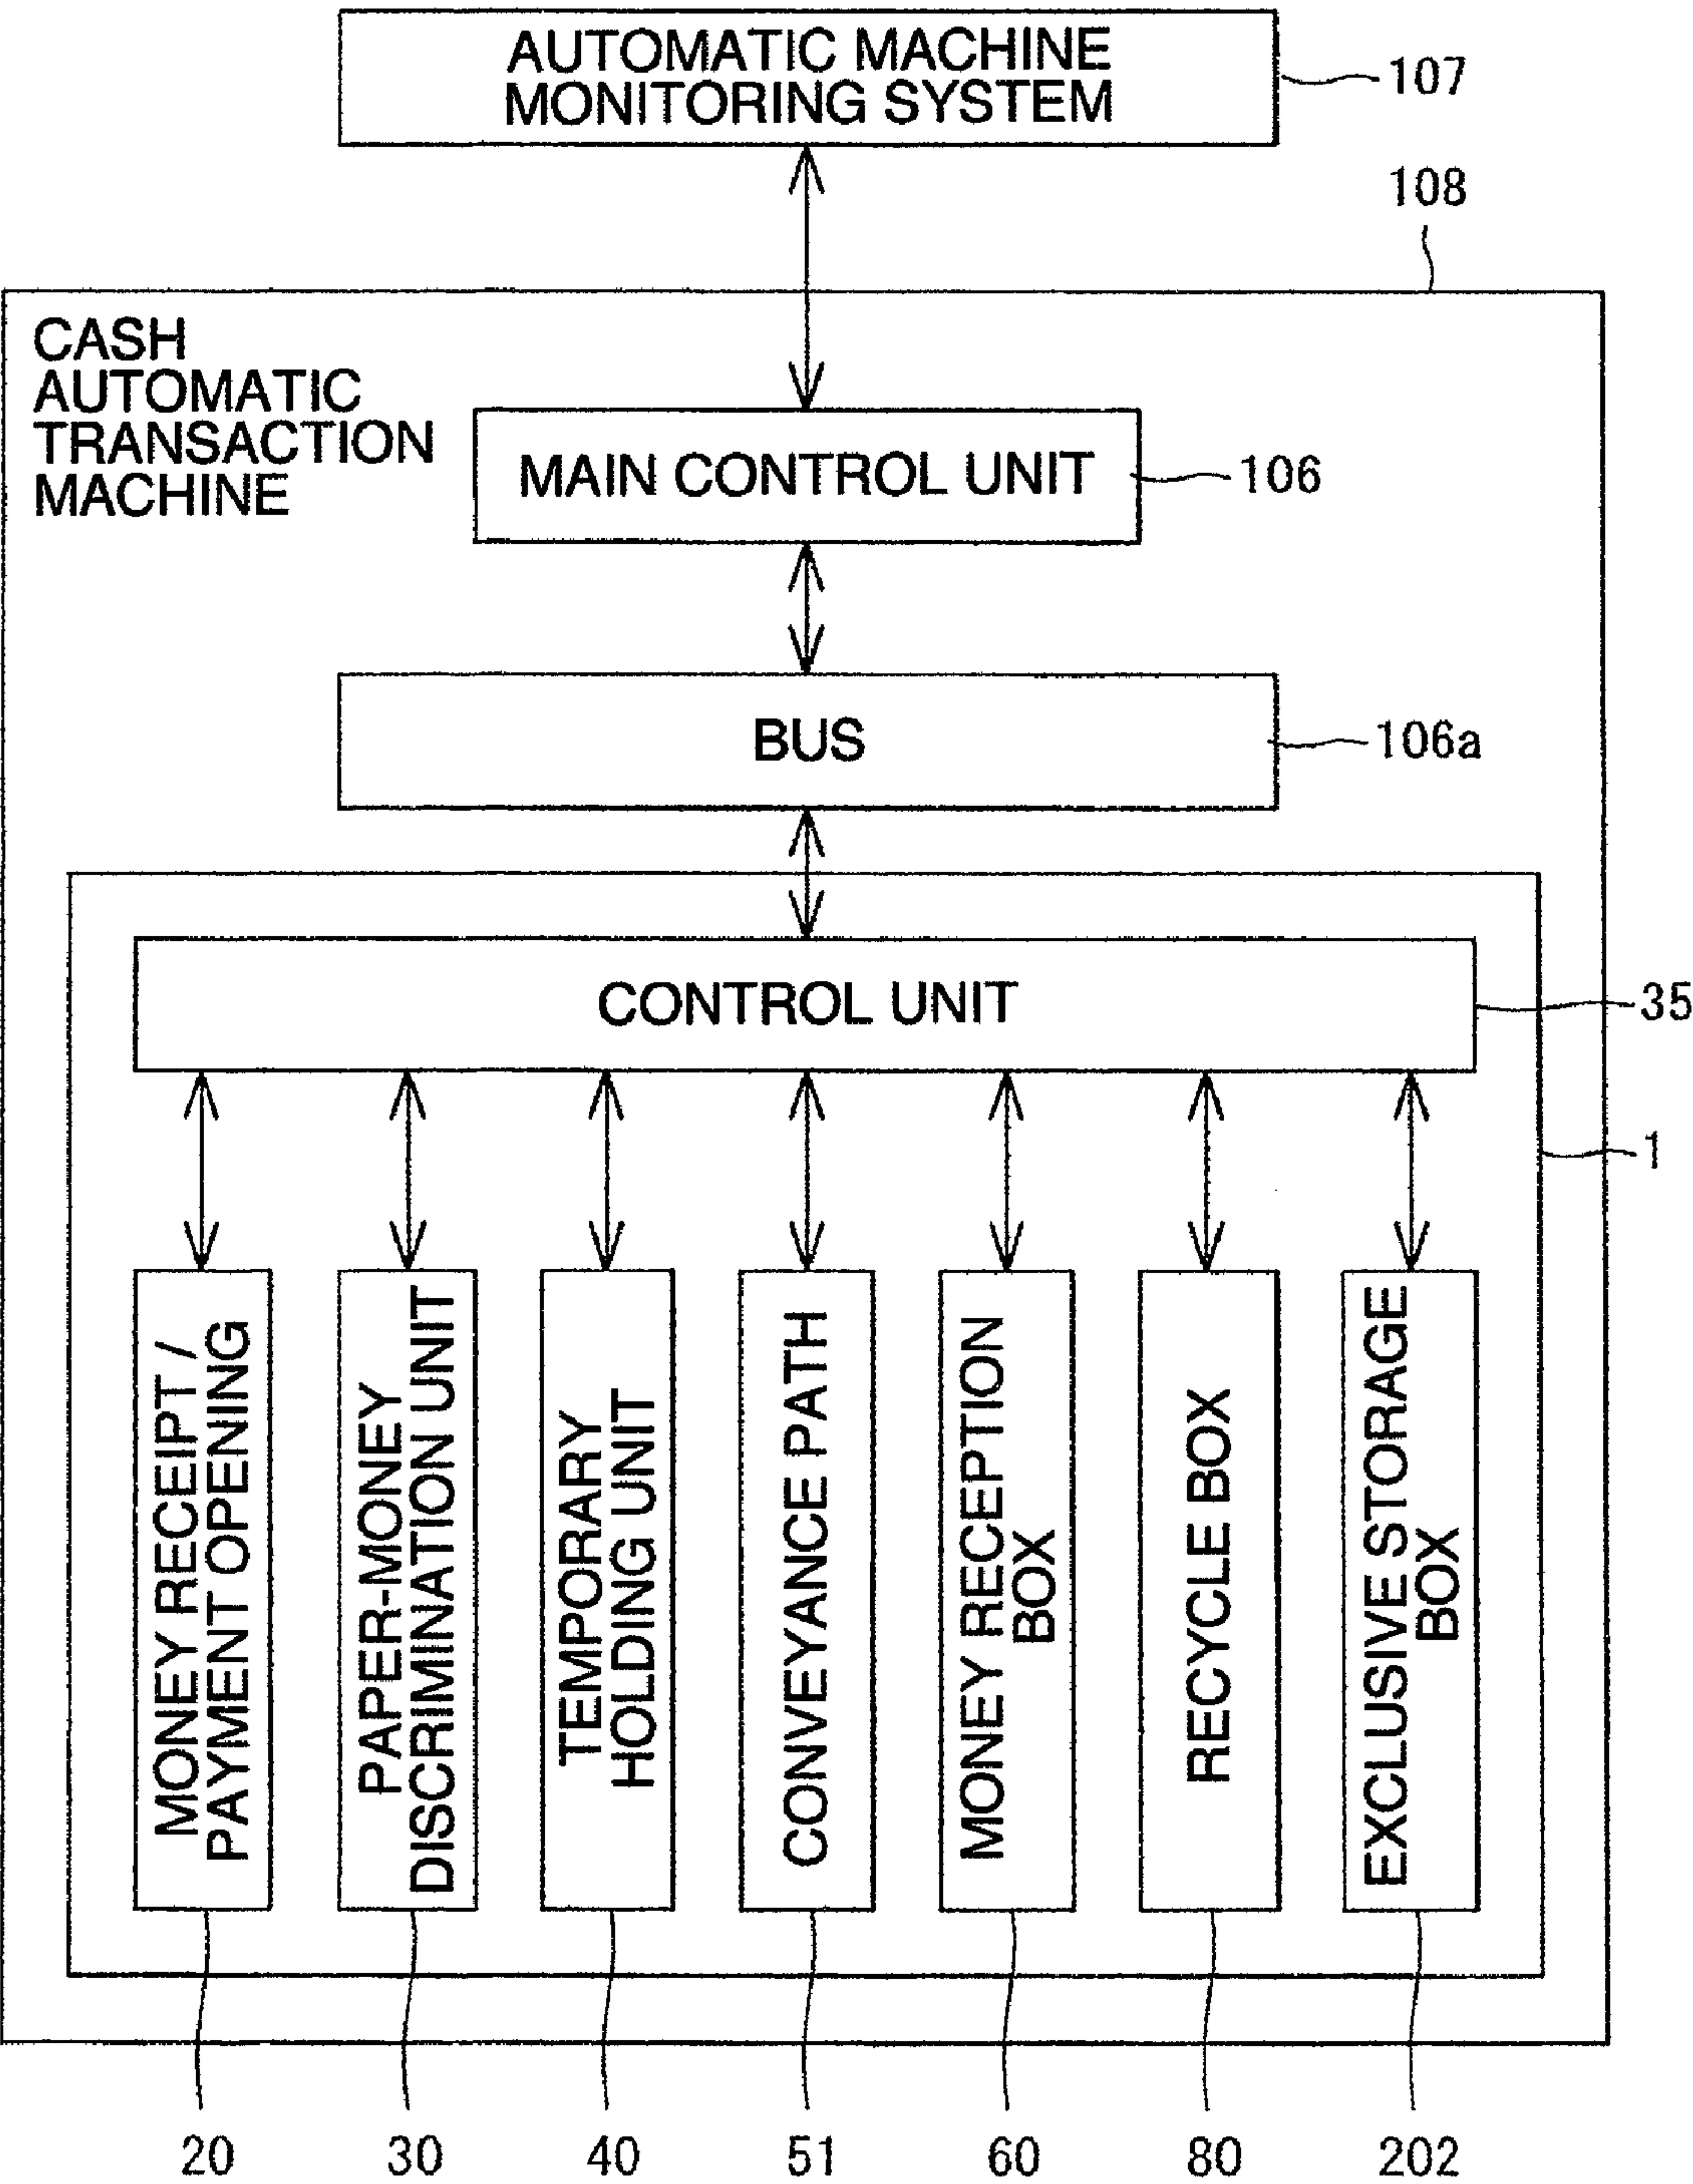 AUTOMATIC MACHINE
MONITORING SYSTEM
107
108
CASH
AUTOMATIC
TRANSACTION
MACHINE
MAIN CONTROL UNIT
106
BUS
106a
CONTROL UNIT
35
1
MONEY RECEIPT /
PAYMENT OPENING
PAPER-MONEY
DISCRIMINATION UNIT
TEMPORARY
HOLDING UNIT
CONVEYANCE PATH
MONEY RECEPTION
BOX
RECYCLE BOX
EXCLUSIVE STORAGE
BOX
20
30
40
51
60
80
202